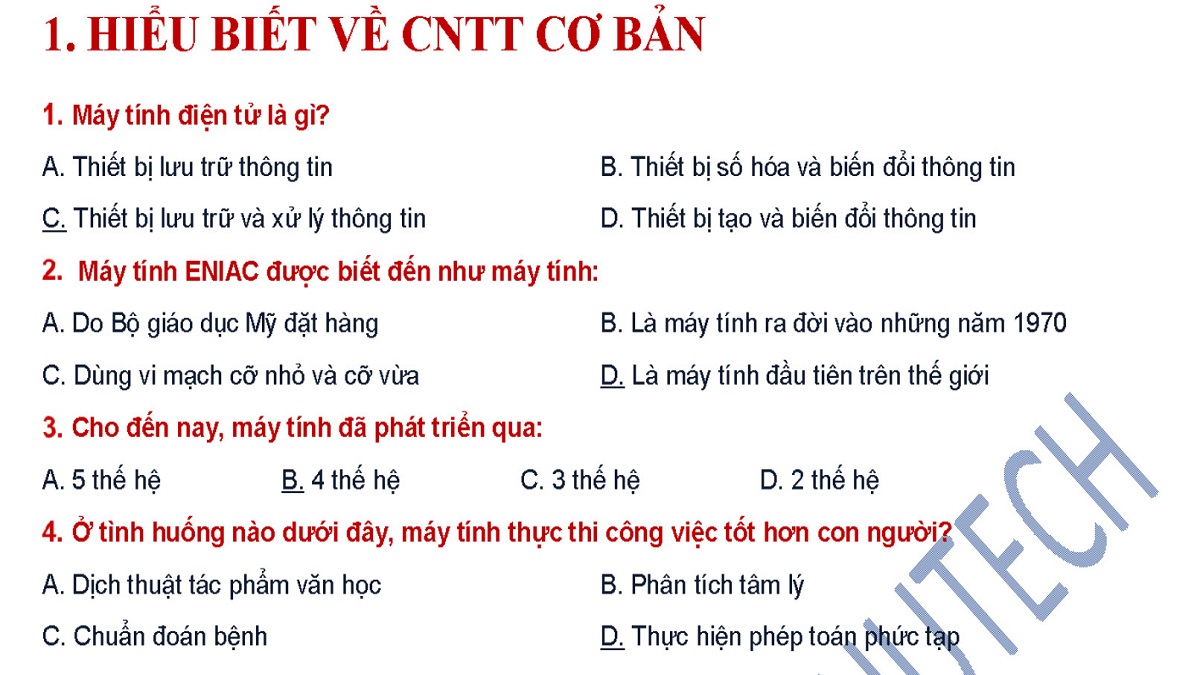 1. HIỂU BIẾT VỀ CNTT CƠ BẢN
1. Máy tính điện tử là gì?
A. Thiết bị lưu trữ thông tin B. Thiết bị số hóa và biến đổi thông tin
C. Thiết bị lưu trữ và xử lý thông tin D. Thiết bị tạo và biến đổi thông tin
2. Máy tính ENIAC được biết đến như máy tính:
A. Do Bộ giáo dục Mỹ đặt hàng B. Là máy tính ra đời vào những năm 1970
C. Dùng vi mạch cỡ nhỏ và cỡ vừa D. Là máy tính đầu tiên trên thế giới
3. Cho đến nay, máy tính đã phát triển qua:
A. 5 thế hệ B. 4 thế hệ C. 3 thế hệ D. 2 thế hệ
4. Ở tình huống nào dưới đây, máy tính thực thi công việc tốt hơn con người?
A. Dịch thuật tác phẩm văn học B. Phân tích tâm lý
C. Chuẩn đoán bệnh D. Thực hiện phép toán phức tạp